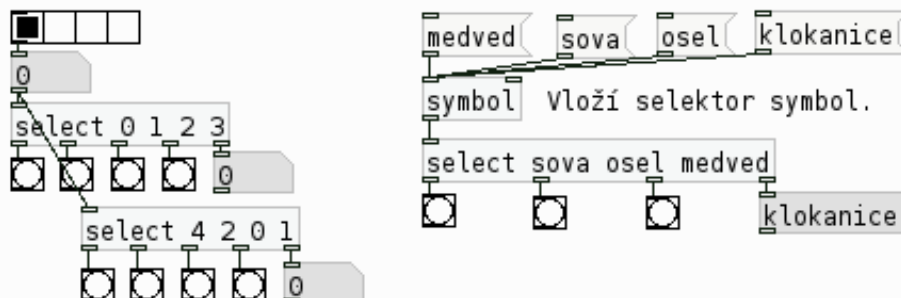 medved
sova
osel
klokanice
0
symbol
Vloží selektor symbol.
select 0 1 2 3
select sova osel medved
0
klokanice
select 4 2 0 1
0